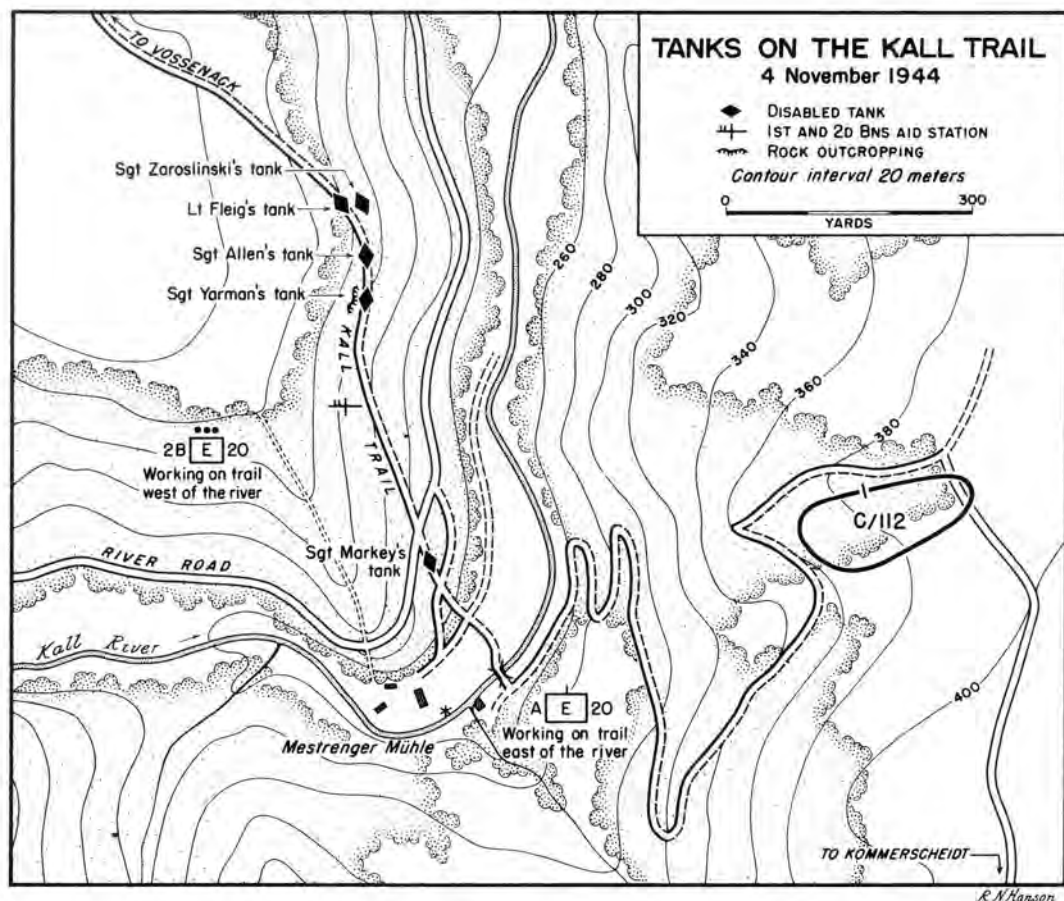 TANKS ON THE KALL TRAIL
4 November 1944
DISABLED TANK
1ST AND 2D BNS AID STATION
ROCK OUTCROPPING
Contour interval 20 meters
0 300
YARDS
TO VOSSENACK
Sgt Zaroslinski's tank
Lt Fleig's tank
Sgt Allen's tank
Sgt Yarman's tank
KALL TRAIL
260
280
300
320
340
360
380
400
2B E 20
Working on trail
west of the river
C/112
Sgt Markey's
tank
RIVER ROAD
Kall River
A E 20
Working on trail
east of the river
Mestrenger Mühle
TO KOMMERSCHEIDT
R.N.Hanson